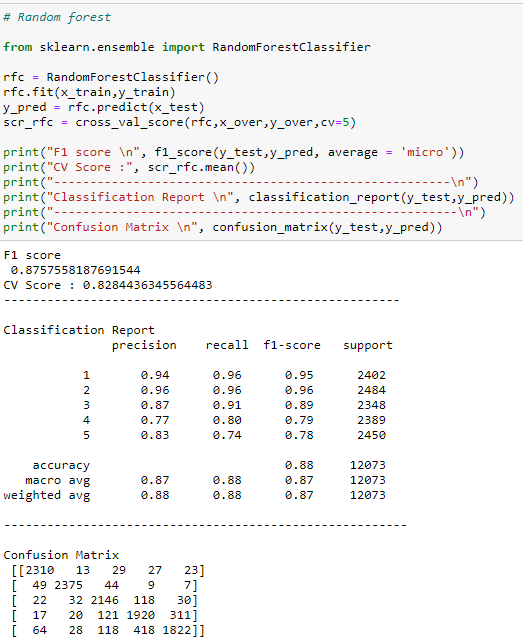 # Random forest
from sklearn.ensemble import RandomForestClassifier
rfc = RandomForestClassifier()
rfc.fit(x_train,y_train)
y_pred = rfc.predict(x_test)
scr_rfc = cross_val_score(rfc,x_over,y_over,cv=5)
print("F1 score \n", f1_score(y_test,y_pred, average = 'micro'))
print("CV Score :", scr_rfc.mean())
print("------------------------------------------------------\n")
print("Classification Report \n", classification_report(y_test,y_pred))
print("-------------------------------------------------------\n")
print("Confusion Matrix \n", confusion_matrix(y_test,y_pred))
F1 score
 0.8757558187691544
CV Score : 0.8284436345564483
------------------------------------------------------
Classification Report
               precision    recall  f1-score   support
           1       0.94      0.96      0.95      2402
           2       0.96      0.96      0.96      2484
           3       0.87      0.91      0.89      2348
           4       0.77      0.80      0.79      2389
           5       0.83      0.74      0.78      2450
    accuracy                           0.88     12073
   macro avg       0.87      0.88      0.87     12073
weighted avg       0.88      0.88      0.87     12073
-------------------------------------------------------
Confusion Matrix
 [[2310   13   29   27   23]
 [  49 2375   44    9    7]
 [  22   32 2146  118   30]
 [  17   20  121 1920  311]
 [  64   28  118  418 1822]]